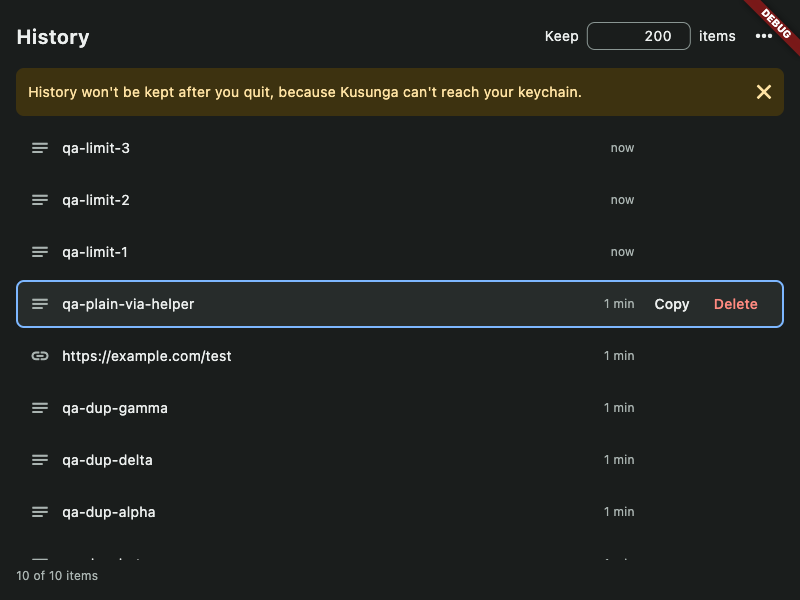 History
Keep 200 items •••
DEBUG
History won't be kept after you quit, because Kusunga can't reach your keychain.
qa-limit-3 now
qa-limit-2 now
qa-limit-1 now
qa-plain-via-helper 1 min Copy Delete
https://example.com/test 1 min
qa-dup-gamma 1 min
qa-dup-delta 1 min
qa-dup-alpha 1 min
10 of 10 items